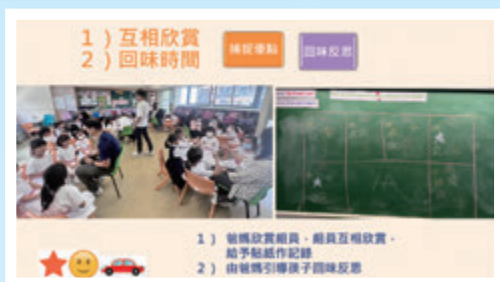 1）互相欣賞
2）回味時間
捕捉優點
回味反思
1）爸媽欣賞組員、組員互相欣賞，
給予貼紙作記錄
2）由爸媽引導孩子回味反思